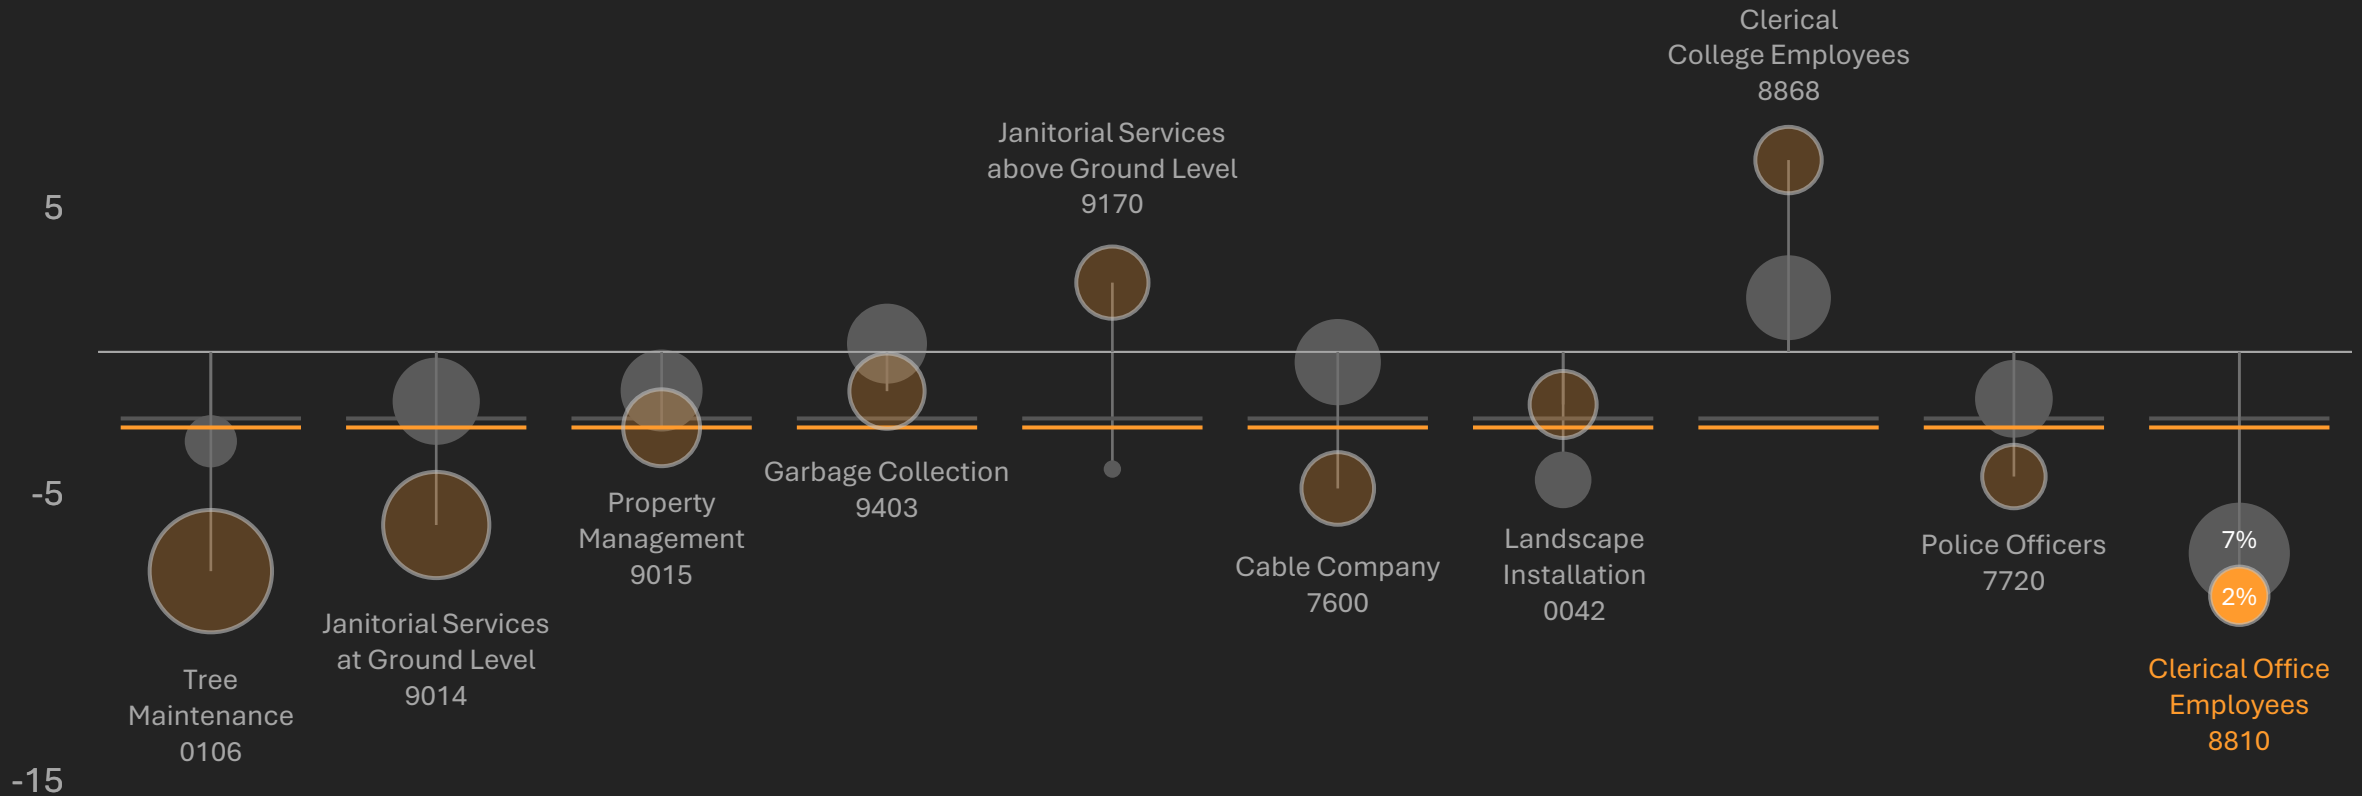 Clerical
College Employees
8868
Janitorial Services
above Ground Level
9170
5
-5
-15
Tree
Maintenance
0106
Janitorial Services
at Ground Level
9014
Property
Management
9015
Garbage Collection
9403
Cable Company
7600
Landscape
Installation
0042
Police Officers
7720
7%
2%
Clerical Office
Employees
8810